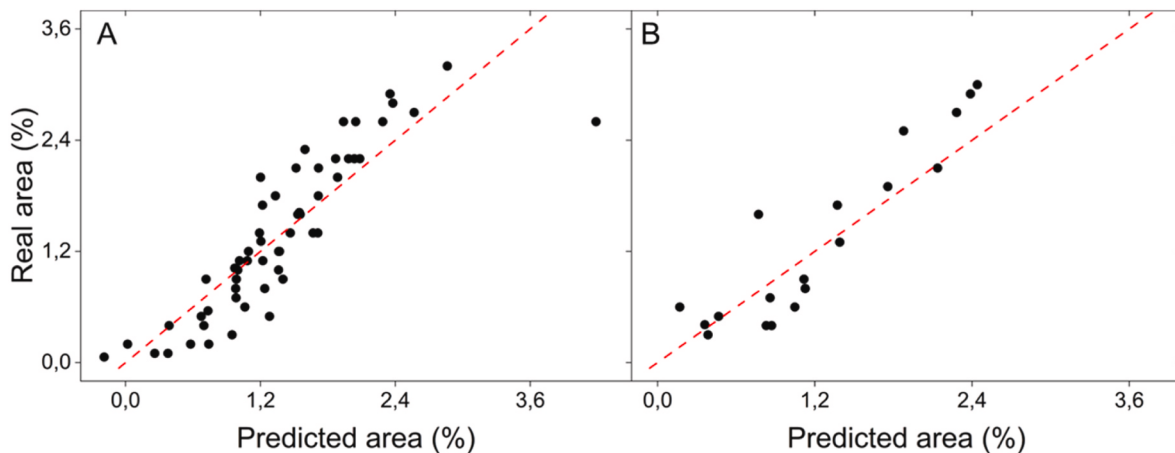 A
B
Real area (%)
3,6
2,4
1,2
0,0
0,0
1,2
2,4
3,6
0,0
1,2
2,4
3,6
Predicted area (%)
Predicted area (%)